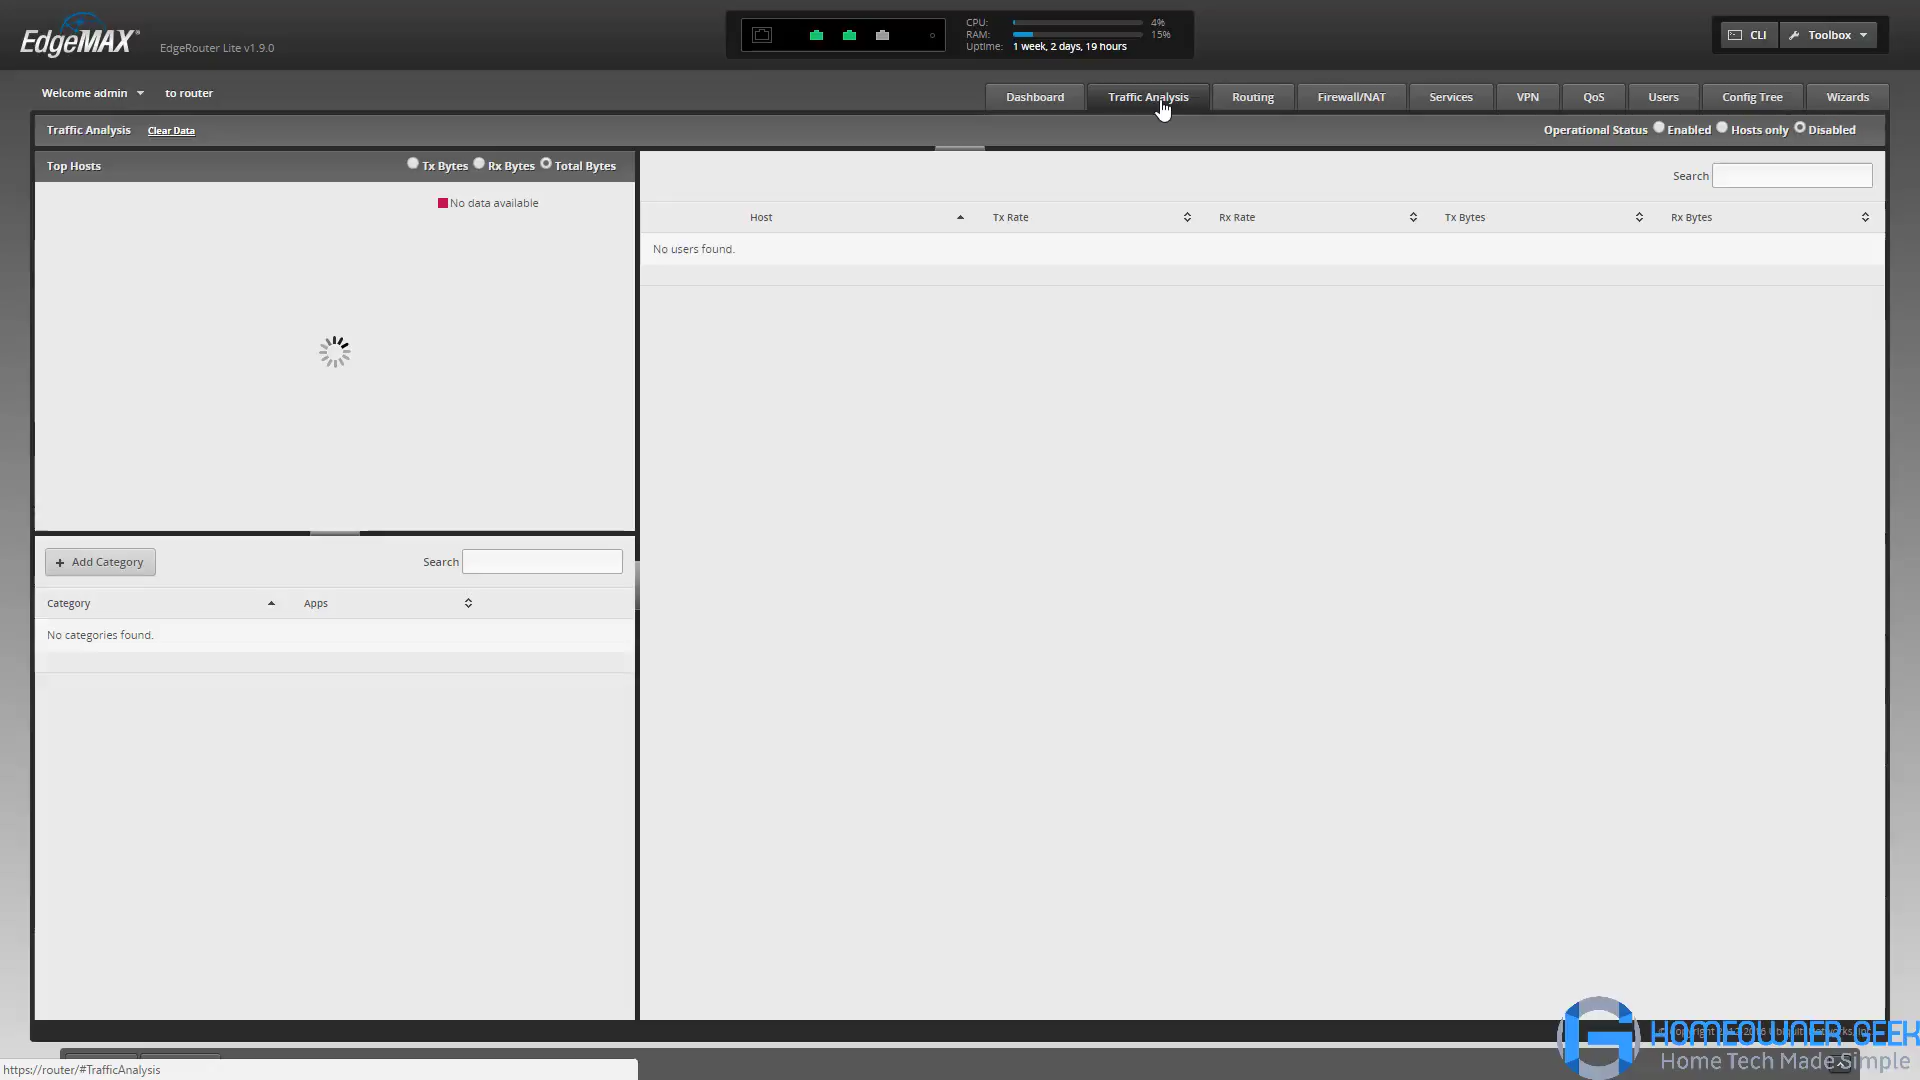 EdgeMAX
EdgeRouter Lite v1.9.0
CPU: 4%
RAM: 15%
Uptime: 1 week, 2 days, 19 hours
CLI
Toolbox
Welcome admin
to router
Dashboard
Traffic Analysis
Routing
Firewall/NAT
Services
VPN
QoS
Users
Config Tree
Wizards
Traffic Analysis
Clear Data
Operational Status Enabled Hosts only Disabled
Top Hosts
Tx Bytes Rx Bytes Total Bytes
No data available
Search
Host
Tx Rate
Rx Rate
Tx Bytes
Rx Bytes
No users found.
+ Add Category
Search
Category
Apps
No categories found.
HOMEOWNER GEEK
Home Tech Made Simple
https://router/#TrafficAnalysis